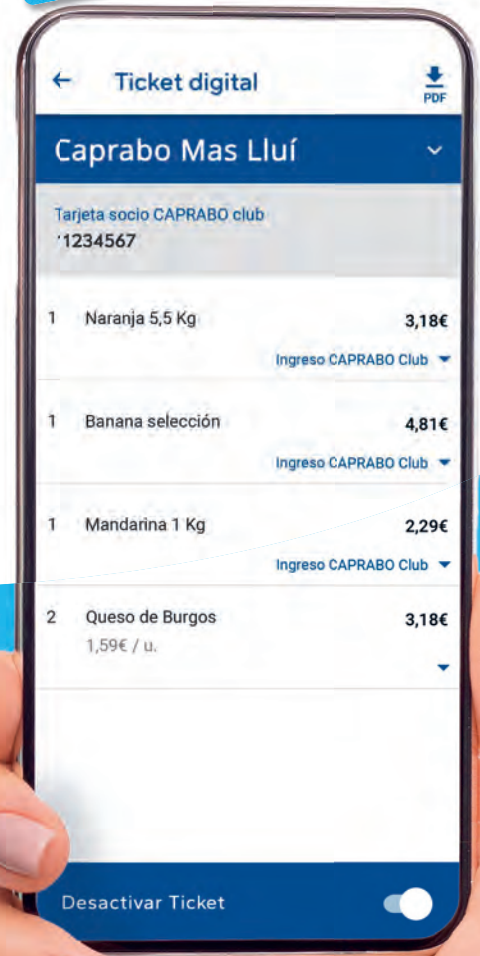 Ticket digital
PDF
Caprabo Mas Lluí
Tarjeta socio CAPRABO club
1234567
1 Naranja 5,5 Kg 3,18€
Ingreso CAPRABO Club
1 Banana selección 4,81€
Ingreso CAPRABO Club
1 Mandarina 1 Kg 2,29€
Ingreso CAPRABO Club
2 Queso de Burgos 3,18€
1,59€ / u.
Desactivar Ticket